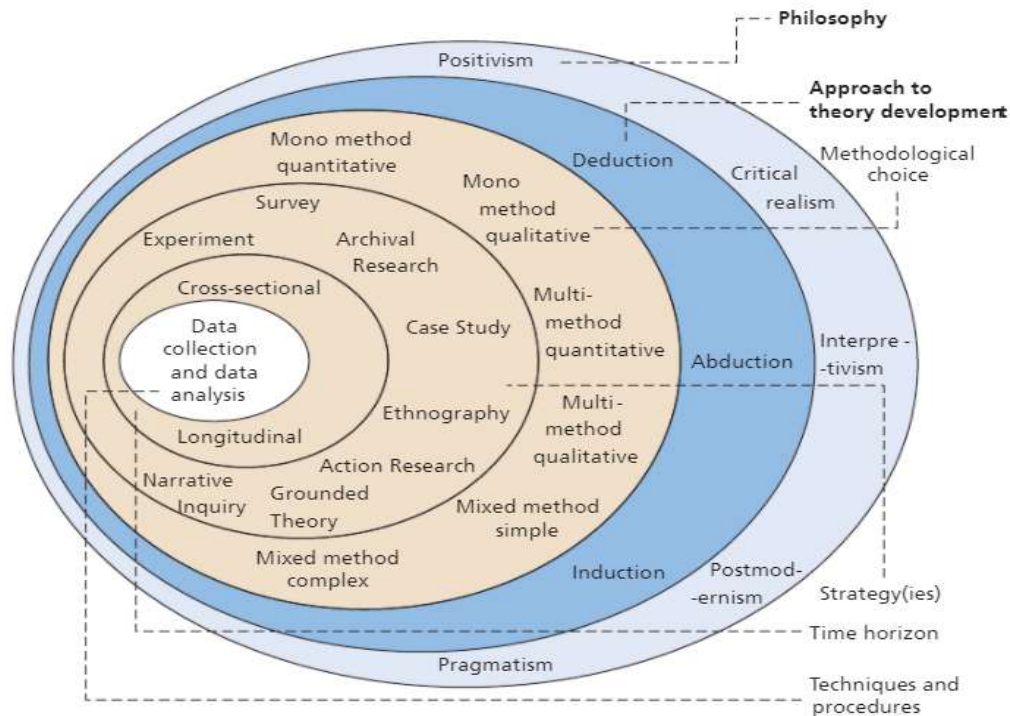 Philosophy
Positivism
Approach to
theory development
Mono method
quantitative
Deduction
Methodological
choice
Critical
realism
Mono
method
qualitative
Survey
Experiment
Archival
Research
Cross-sectional
Data
collection
and data
analysis
Case Study
Multi-
method
quantitative
Abduction
Interpre -
-tivism
Ethnography
Multi-
method
qualitative
Longitudinal
Action Research
Narrative
Inquiry
Grounded
Theory
Mixed method
simple
Mixed method
complex
Induction
Postmod-
-ernism
Strategy(ies)
Time horizon
Pragmatism
Techniques and
procedures